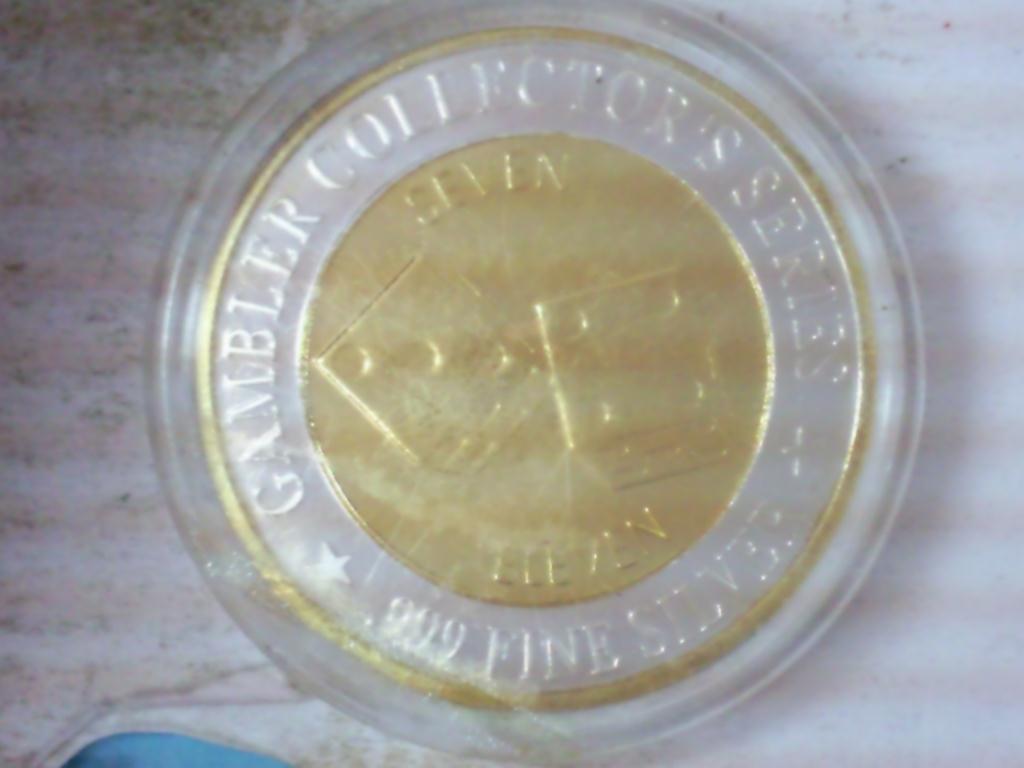 GAMBLER COLLECTOR'S SERIES
SEVEN
ELEVEN
.999 FINE SILVER